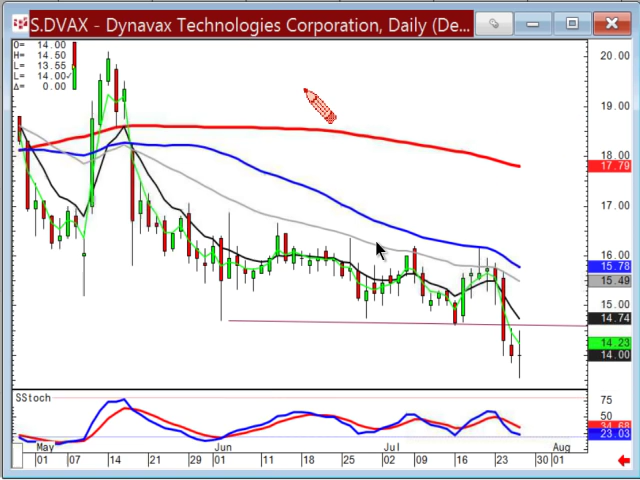 S.DVAX - Dynavax Technologies Corporation, Daily (De...
O= 14.00
H= 14.50
L= 13.55
L= 14.00
Δ= 0.00
20.00
19.00
18.00
17.79
17.00
16.00
15.78
15.49
15.00
14.74
14.23
14.00
SStoch
75
50
34.68
23.03
May Jun Jul Aug
01 07 14 21 29 01 11 18 25 02 09 16 23 30 01